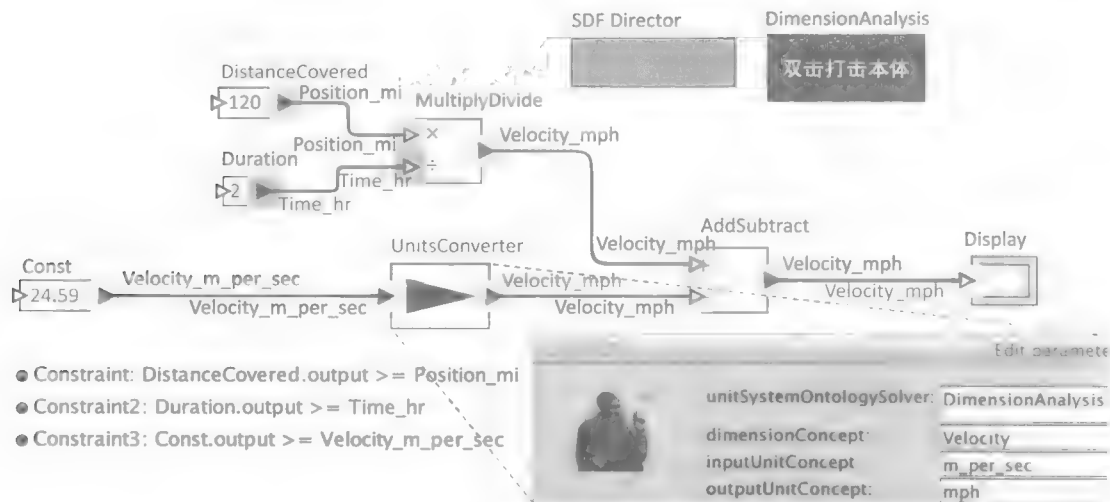 SDF Director
DimensionAnalysis
双击打击本体
DistanceCovered
120
Position_mi
MultiplyDivide
×
÷
Velocity_mph
Position_mi
Duration
2
Time_hr
Time_hr
AddSubtract
Velocity_mph
+
−
UnitsConverter
Display
Const
24.59
Velocity_m_per_sec
Velocity_m_per_sec
Velocity_mph
Velocity_mph
Velocity_mph
Velocity_mph
Constraint: DistanceCovered.output >= Position_mi
Constraint2: Duration.output >= Time_hr
Constraint3: Const.output >= Velocity_m_per_sec
Edit paramete
unitSystemOntologySolver: DimensionAnalysis
dimensionConcept: Velocity
inputUnitConcept m_per_sec
outputUnitConcept: mph